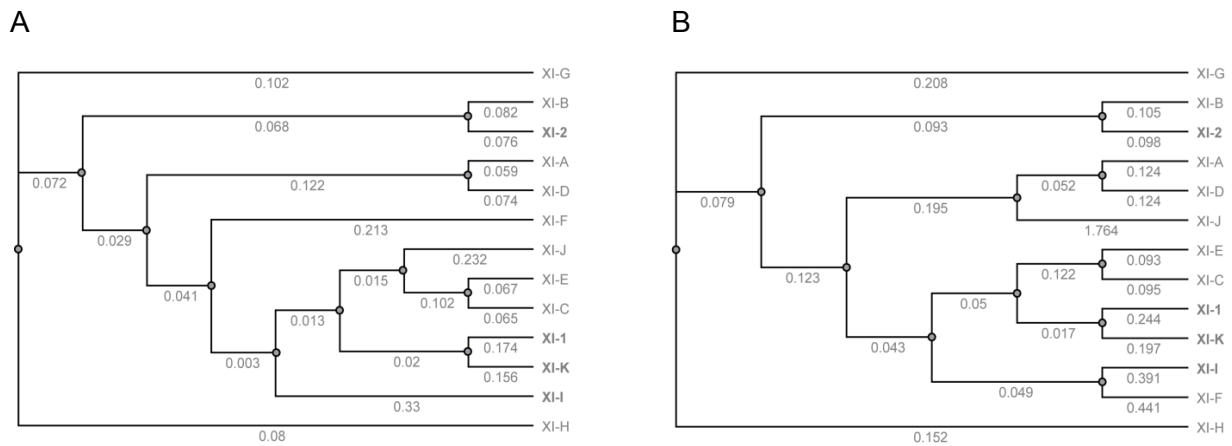 A
XI-G
0.102
XI-B
0.082
0.068
XI-2
0.076
XI-A
0.059
0.072
0.122
XI-D
0.074
XI-F
0.029
0.213
XI-J
0.232
0.015
XI-E
0.067
0.041
0.102
XI-C
0.065
0.013
XI-1
0.174
0.003
0.02
XI-K
0.156
XI-I
0.33
XI-H
0.08
B
XI-G
0.208
XI-B
0.105
0.093
XI-2
0.098
XI-A
0.124
0.052
XI-D
0.124
0.079
0.195
XI-J
1.764
XI-E
0.093
0.123
0.122
XI-C
0.095
0.05
XI-1
0.244
0.017
XI-K
0.197
0.043
XI-I
0.391
0.049
XI-F
0.441
XI-H
0.152